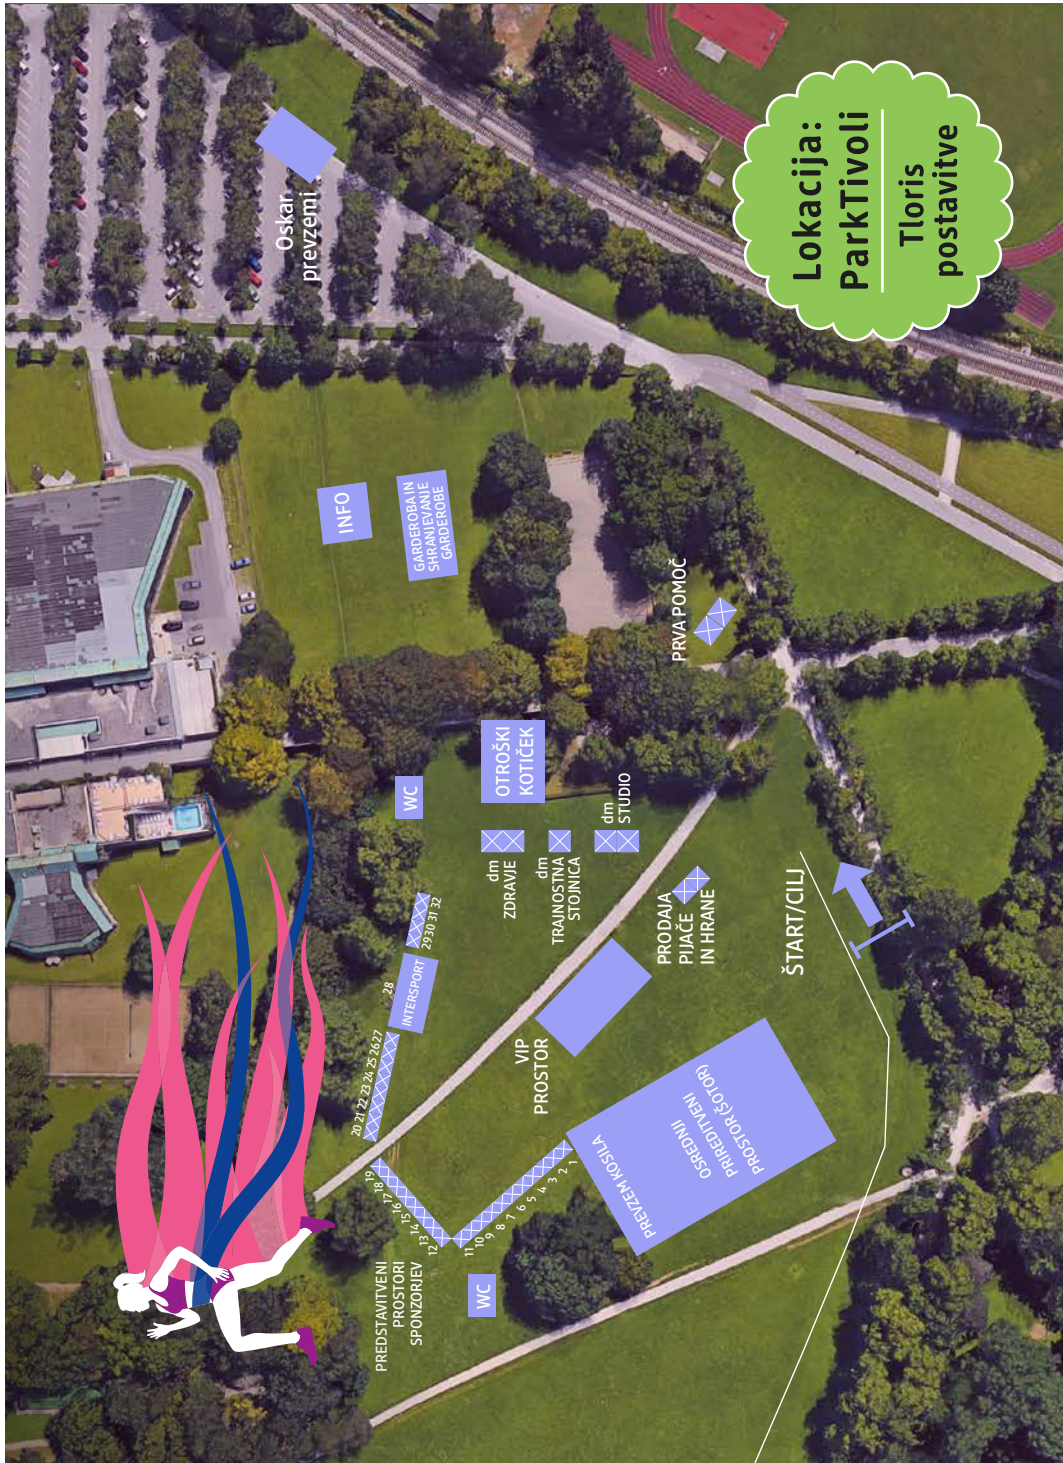 Lokacija:
ParkTivoli
Tloris
postavitve
Oskar
prevzemi
INFO
GARDEROBA IN
SHRANJEVANJE
GARDEROBE
PRVA POMOČ
WC
OTROŠKI
KOTIČEK
dm
ZDRAVJE
dm
TRAJNOSTNA
STOJNICA
dm
STUDIO
20 21 22 23 24 25 26 27
28
INTERSPORT
29 30 31 32
PRODAJA
PIJAČE
IN HRANE
ŠTART/CILJ
VIP
PROSTOR
PREVZEM KOSILA
OSREDNJI
PRIREDITVENI
PROSTOR (ŠOTOR)
12 13 14 15 16 17 18 19
11 10 9 8 7 6 5 4 3 2 1
PREDSTAVITVENI
PROSTORI
SPONZORJEV
WC